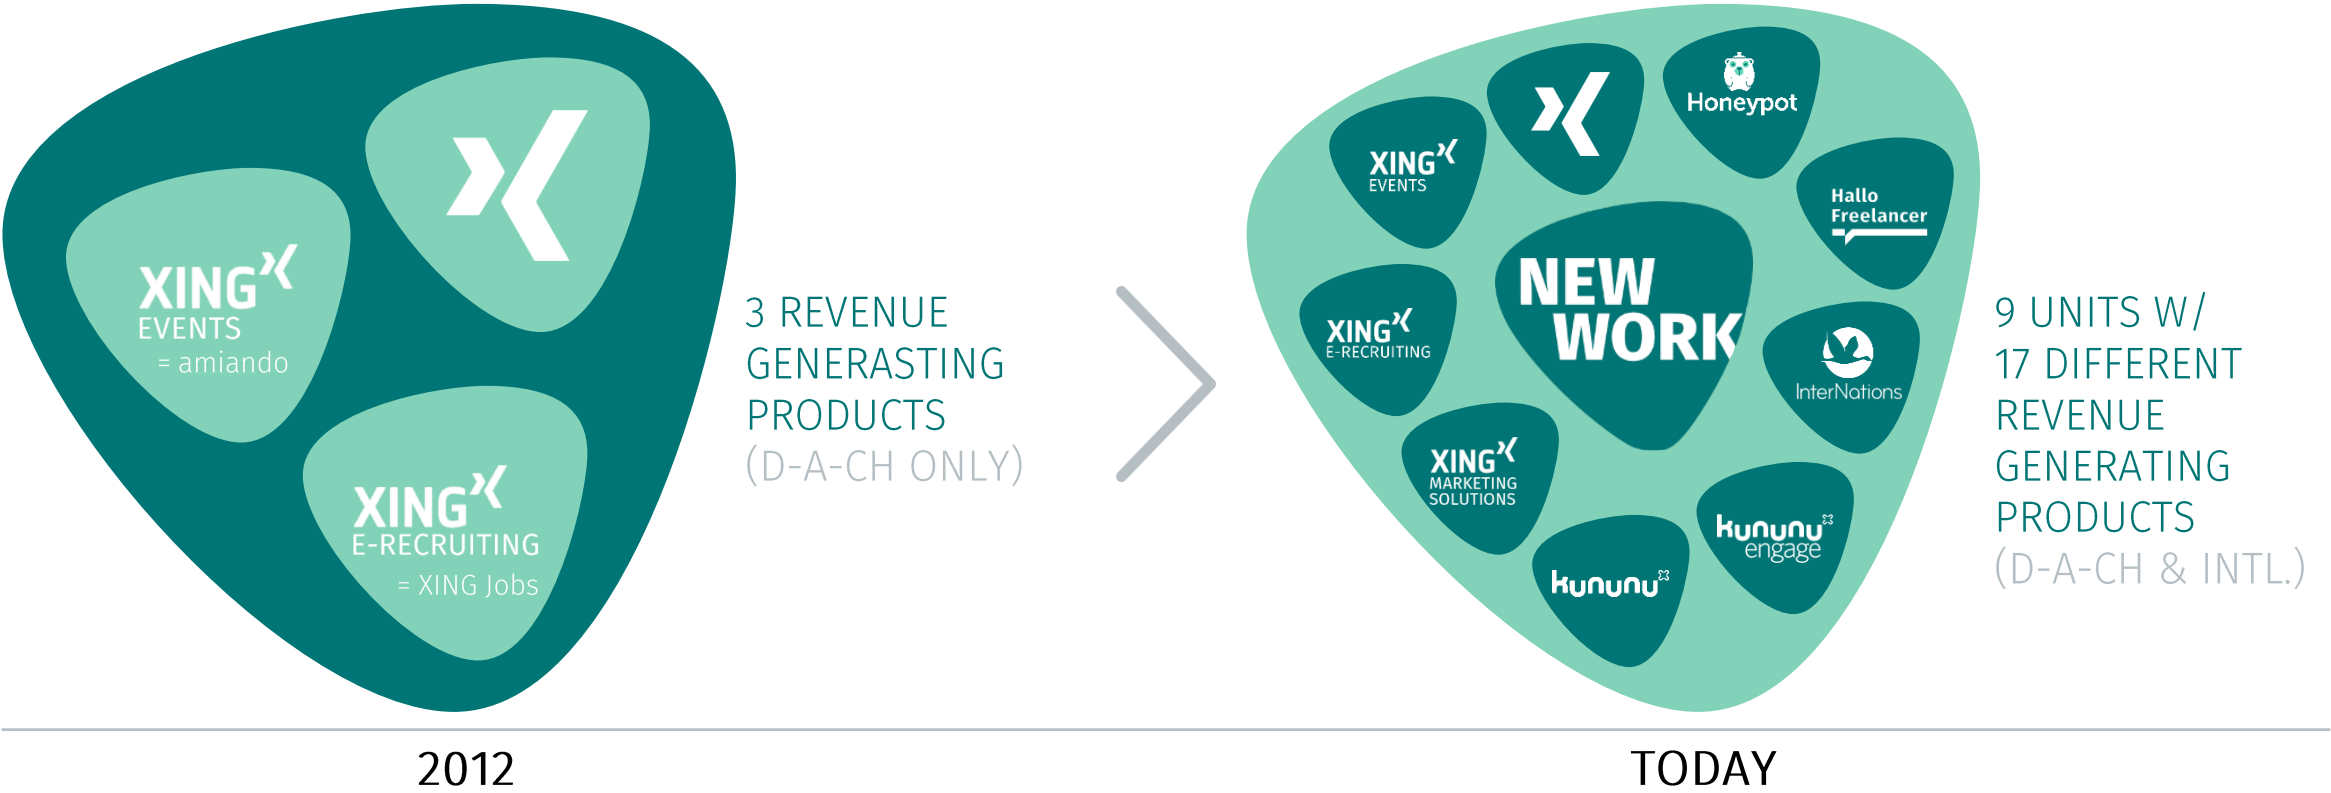 XING
EVENTS
= amiando
XING
E-RECRUITING
= XING Jobs
3 REVENUE
GENERASTING
PRODUCTS
(D-A-CH ONLY)
2012
Honeypot
XING
EVENTS
Hallo
Freelancer
NEW
WORK
XING
E-RECRUITING
InterNations
XING
MARKETING
SOLUTIONS
kununu
engage
kununu
9 UNITS W/
17 DIFFERENT
REVENUE
GENERATING
PRODUCTS
(D-A-CH & INTL.)
TODAY